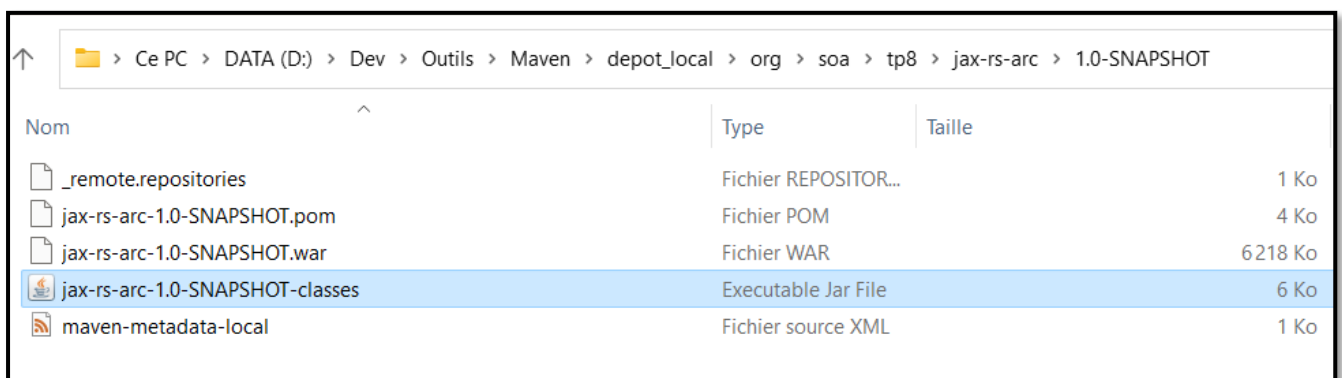 Ce PC > DATA (D:) > Dev > Outils > Maven > depot_local > org > soa > tp8 > jax-rs-arc > 1.0-SNAPSHOT
Nom Type Taille
_remote.repositories Fichier REPOSITOR... 1 Ko
jax-rs-arc-1.0-SNAPSHOT.pom Fichier POM 4 Ko
jax-rs-arc-1.0-SNAPSHOT.war Fichier WAR 6 218 Ko
jax-rs-arc-1.0-SNAPSHOT-classes Executable Jar File 6 Ko
maven-metadata-local Fichier source XML 1 Ko